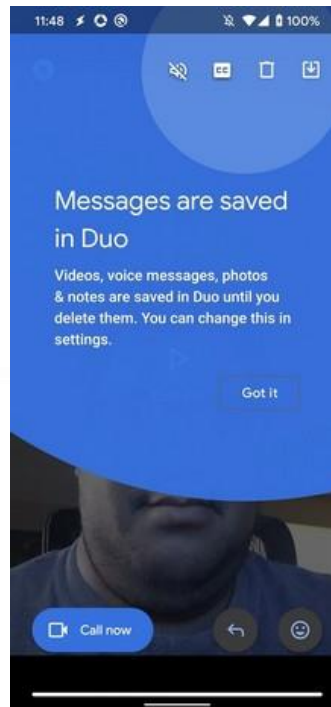 11:48 100%
CC
Messages are saved
in Duo
Videos, voice messages, photos
& notes are saved in Duo until you
delete them. You can change this in
settings.
Got it
Call now